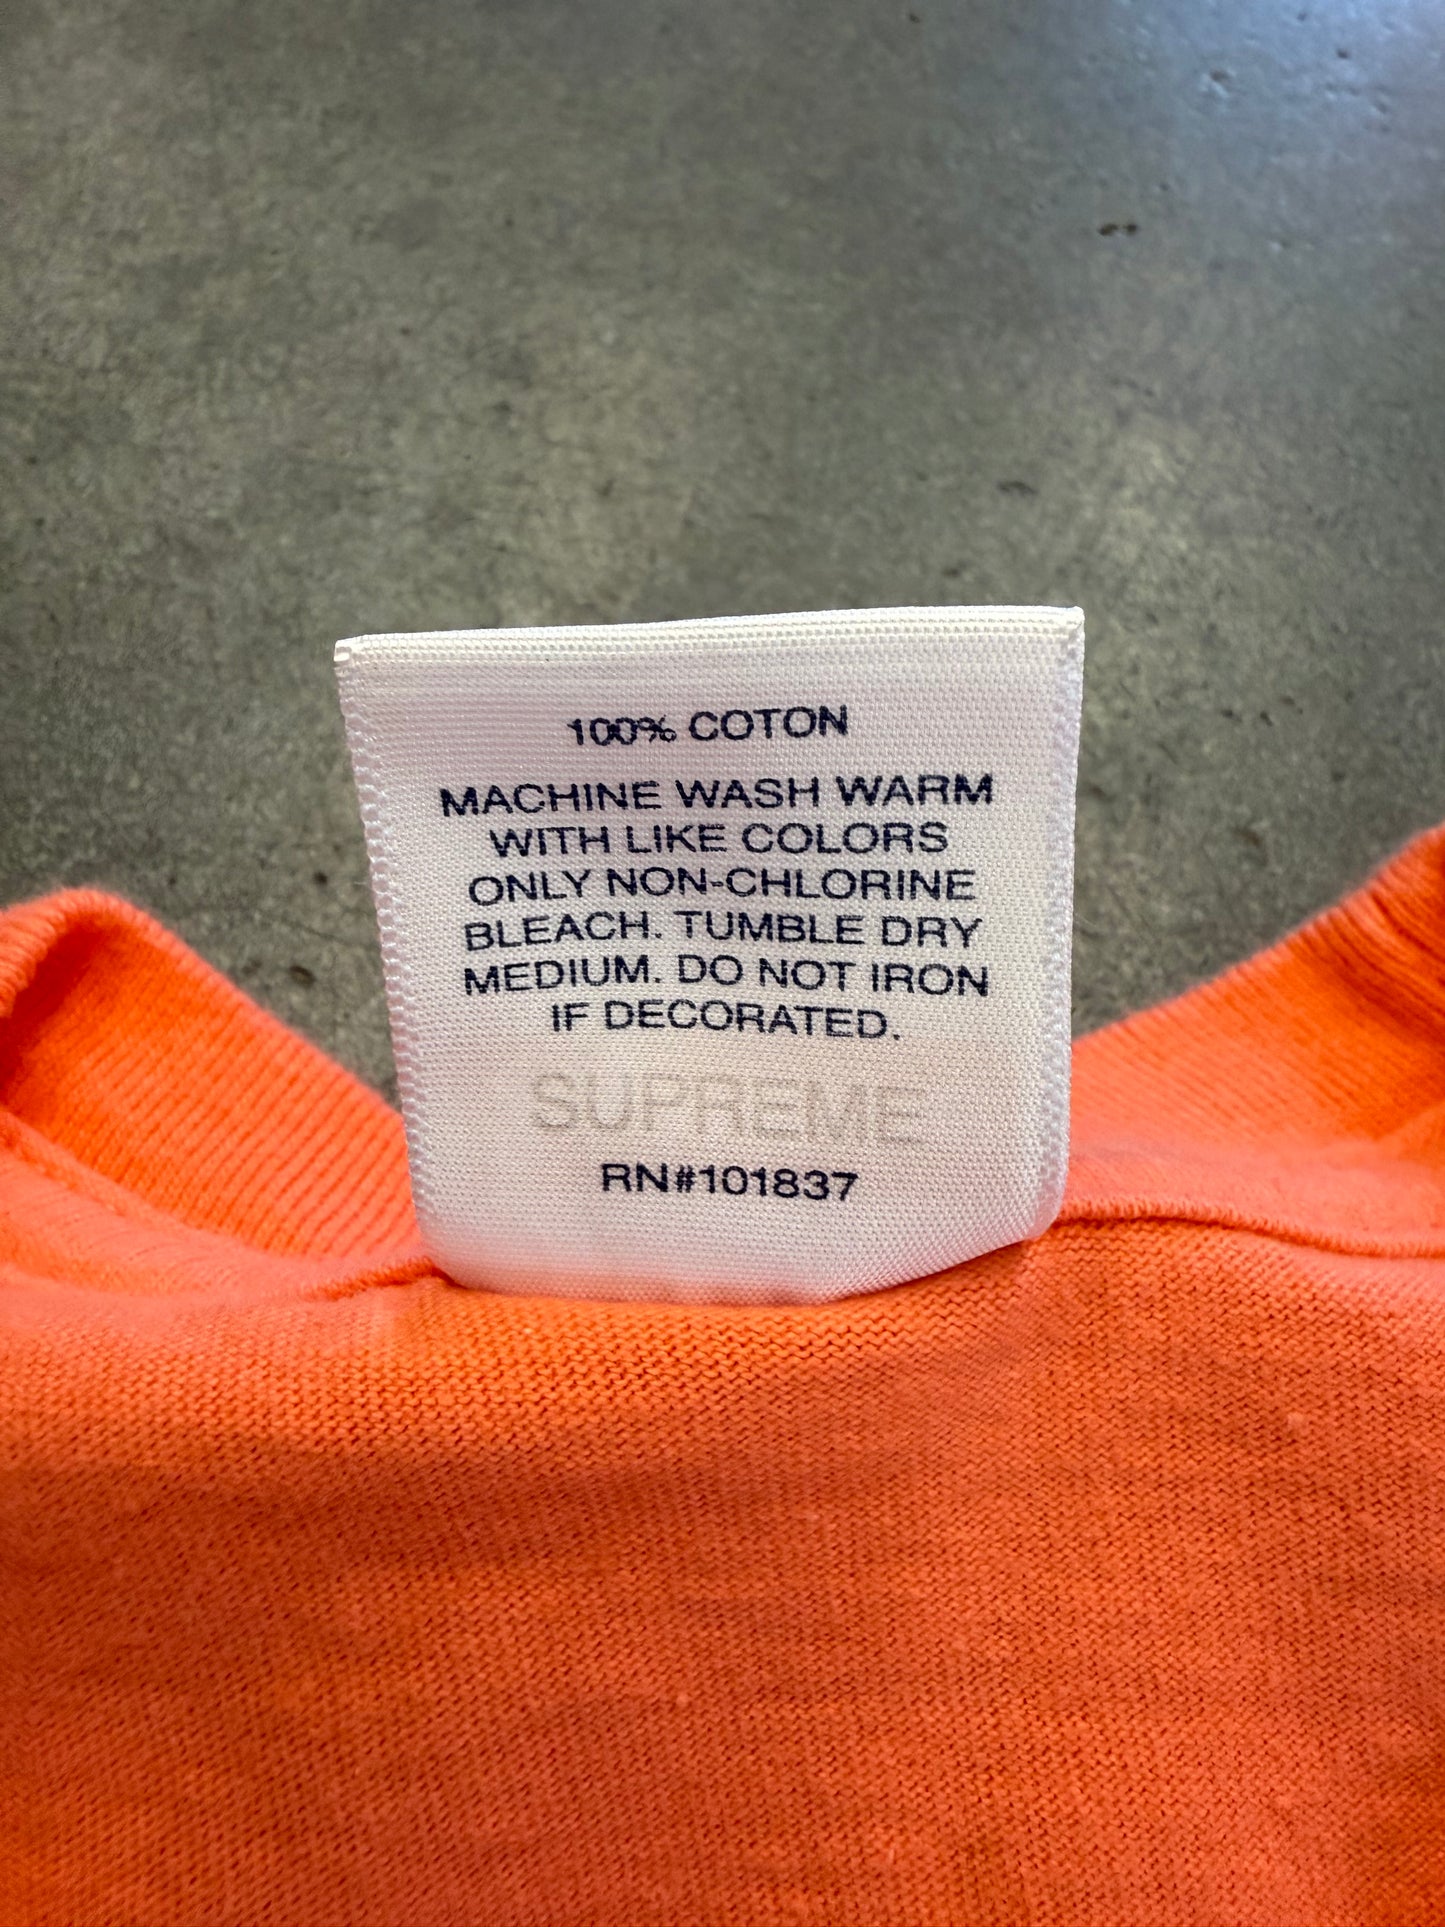 100% COTON
MACHINE WASH WARM
WITH LIKE COLORS
ONLY NON-CHLORINE
BLEACH. TUMBLE DRY
MEDIUM. DO NOT IRON
IF DECORATED.
SUPREME
RN#101837